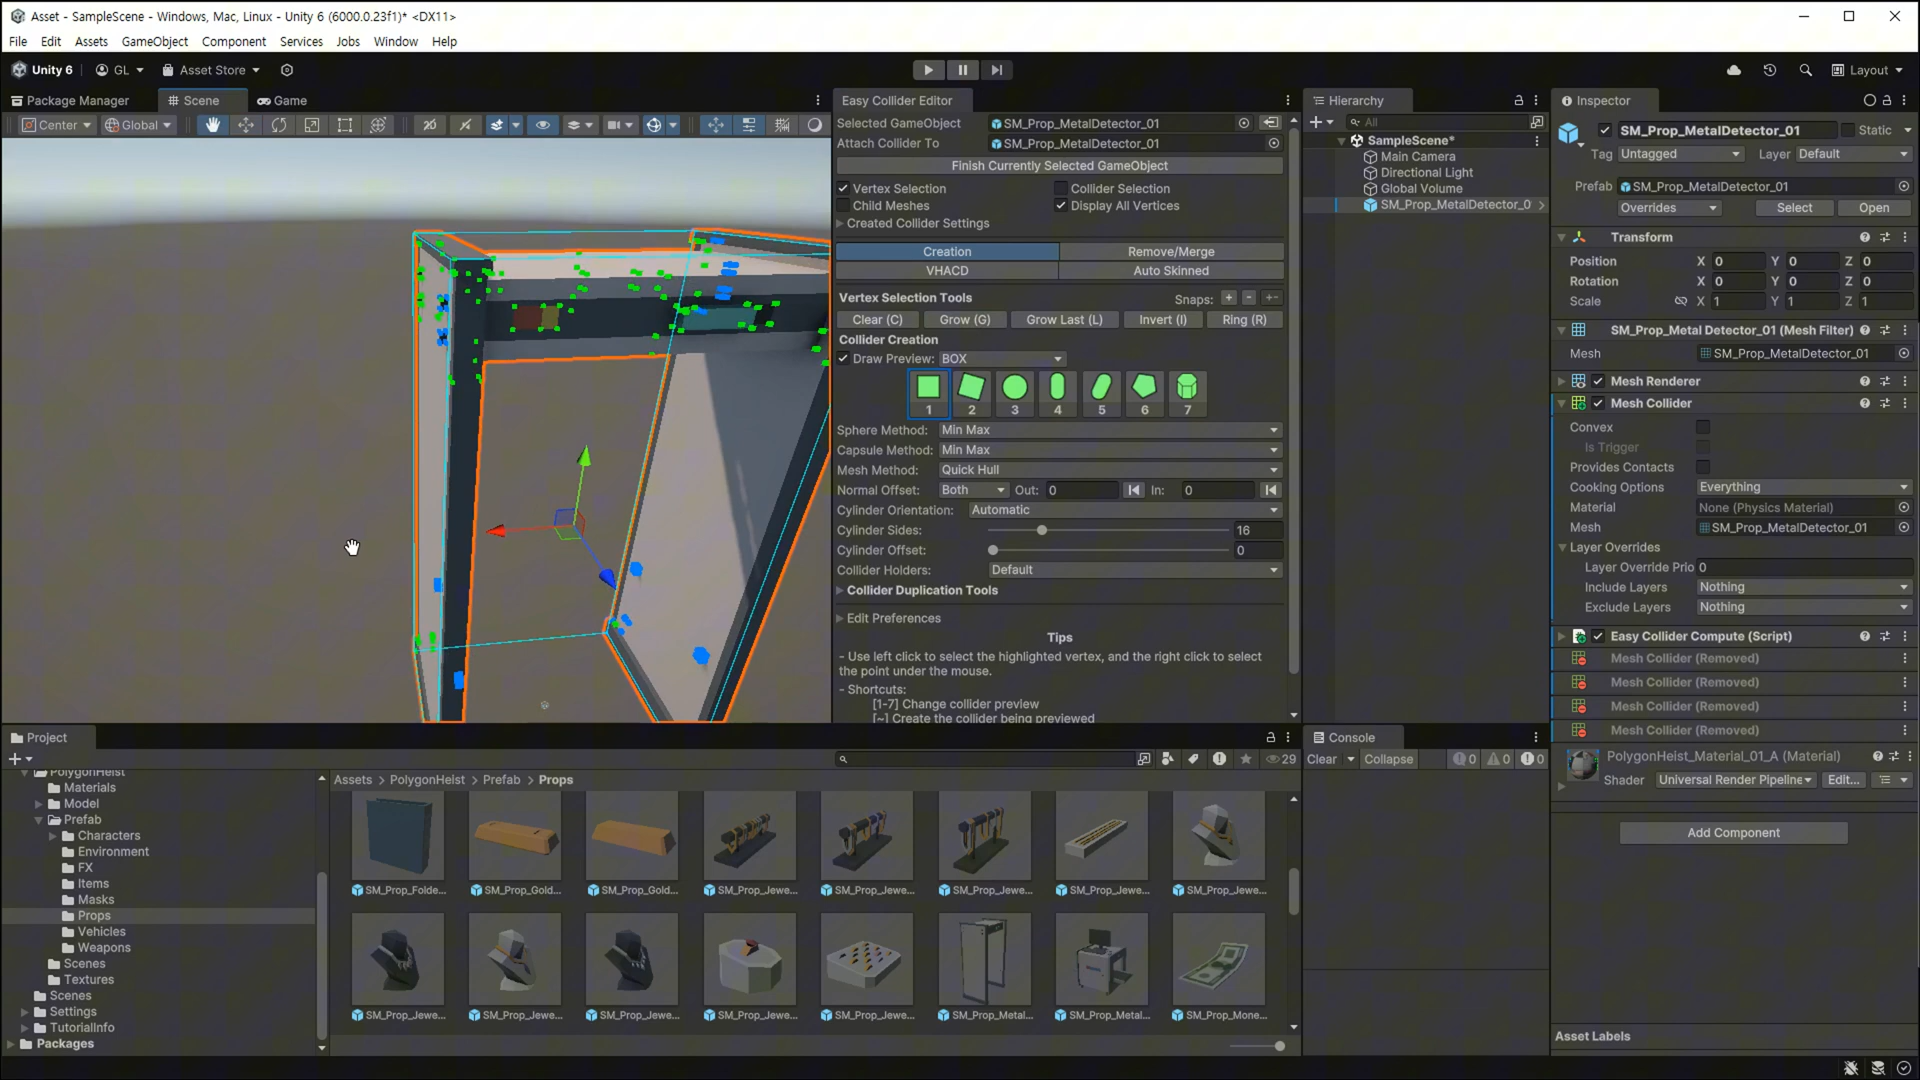 Asset - SampleScene - Windows, Mac, Linux - Unity 6 (6000.0.23f1)* <DX11>
File Edit Assets GameObject Component Services Jobs Window Help
Unity 6 GL Asset Store Layout
Package Manager Scene Game
Center Global
Easy Collider Editor
Selected GameObject SM_Prop_MetalDetector_01
Attach Collider To SM_Prop_MetalDetector_01
Finish Currently Selected GameObject
Vertex Selection Collider Selection
Child Meshes Display All Vertices
Created Collider Settings
Creation Remove/Merge
VHACD Auto Skinned
Vertex Selection Tools Snaps: + - +-
Clear (C) Grow (G) Grow Last (L) Invert (I) Ring (R)
Collider Creation
Draw Preview: BOX
1 2 3 4 5 6 7
Sphere Method: Min Max
Capsule Method: Min Max
Mesh Method: Quick Hull
Normal Offset: Both Out: 0 In: 0
Cylinder Orientation: Automatic
Cylinder Sides: 16
Cylinder Offset: 0
Collider Holders: Default
Collider Duplication Tools
Edit Preferences
Tips
- Use left click to select the highlighted vertex, and the right click to select
the point under the mouse.
- Shortcuts:
[1-7] Change collider preview
[~] Create the collider being previewed
Hierarchy
All
SampleScene*
Main Camera
Directional Light
Global Volume
SM_Prop_MetalDetector_0
Inspector
SM_Prop_MetalDetector_01 Static
Tag Untagged Layer Default
Prefab SM_Prop_MetalDetector_01
Overrides Select Open
Transform
Position X 0 Y 0 Z 0
Rotation X 0 Y 0 Z 0
Scale X 1 Y 1 Z 1
SM_Prop_Metal Detector_01 (Mesh Filter)
Mesh SM_Prop_MetalDetector_01
Mesh Renderer
Mesh Collider
Convex
Is Trigger
Provides Contacts
Cooking Options Everything
Material None (Physics Material)
Mesh SM_Prop_MetalDetector_01
Layer Overrides
Layer Override Prio 0
Include Layers Nothing
Exclude Layers Nothing
Easy Collider Compute (Script)
Mesh Collider (Removed)
Mesh Collider (Removed)
Mesh Collider (Removed)
Mesh Collider (Removed)
PolygonHeist_Material_01_A (Material)
Shader Universal Render Pipeline Edit...
Add Component
Asset Labels
Project
29
PolygonHeist
Materials
Model
Prefab
Characters
Environment
FX
Items
Masks
Props
Vehicles
Weapons
Scenes
Textures
Scenes
Settings
TutorialInfo
Packages
Assets > PolygonHeist > Prefab > Props
SM_Prop_Folde... SM_Prop_Gold... SM_Prop_Gold... SM_Prop_Jewe... SM_Prop_Jewe... SM_Prop_Jewe... SM_Prop_Jewe... SM_Prop_Jewe...
SM_Prop_Jewe... SM_Prop_Jewe... SM_Prop_Jewe... SM_Prop_Jewe... SM_Prop_Jewe... SM_Prop_Metal... SM_Prop_Metal... SM_Prop_Mone...
Console
Clear Collapse 0 0 0